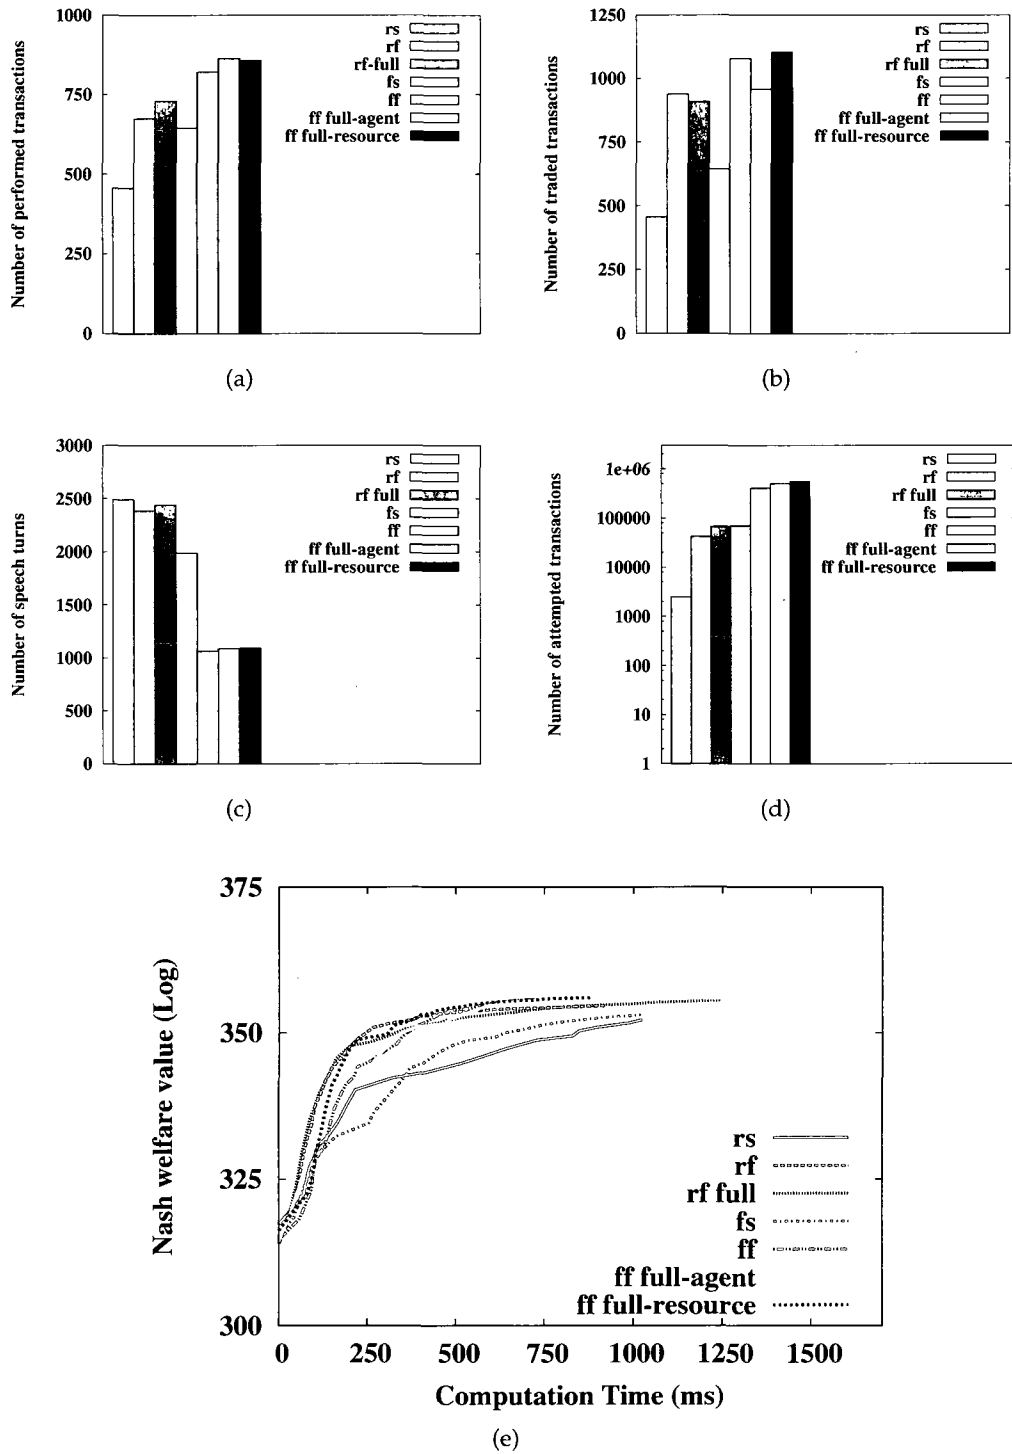 Number of performed transactions
1000
750
500
250
0
rs
rf
rf-full
fs
ff
ff full-agent
ff full-resource
(a)
Number of traded transactions
1250
1000
750
500
250
0
rs
rf
rf full
fs
ff
ff full-agent
ff full-resource
(b)
Number of speech turns
3000
2500
2000
1500
1000
500
0
rs
rf
rf full
fs
ff
ff full-agent
ff full-resource
(c)
Number of attempted transactions
1e+06
100000
10000
1000
100
10
1
rs
rf
rf full
fs
ff
ff full-agent
ff full-resource
(d)
Nash welfare value (Log)
375
350
325
300
rs
rf
rf full
fs
ff
ff full-agent
ff full-resource
0 250 500 750 1000 1250 1500
Computation Time (ms)
(e)